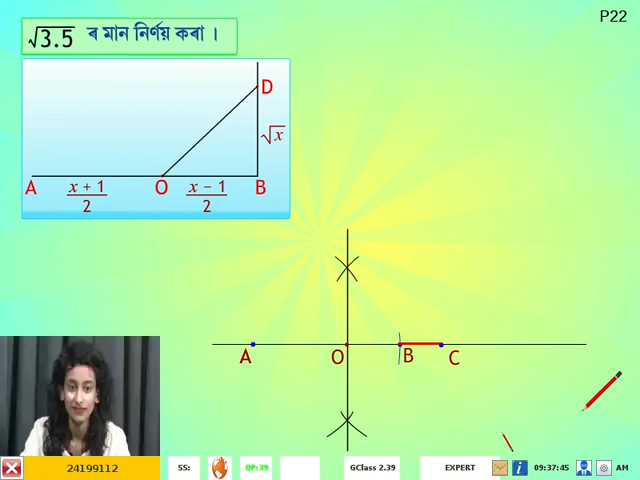 P22
√3.5 ৰ মান নিৰ্ণয় কৰা ।
D
√x
A
x + 1
2
O
x − 1
2
B
A
O
B
C
24199112
SS:
QP:39
GClass 2.39
EXPERT
09:37:45
AM